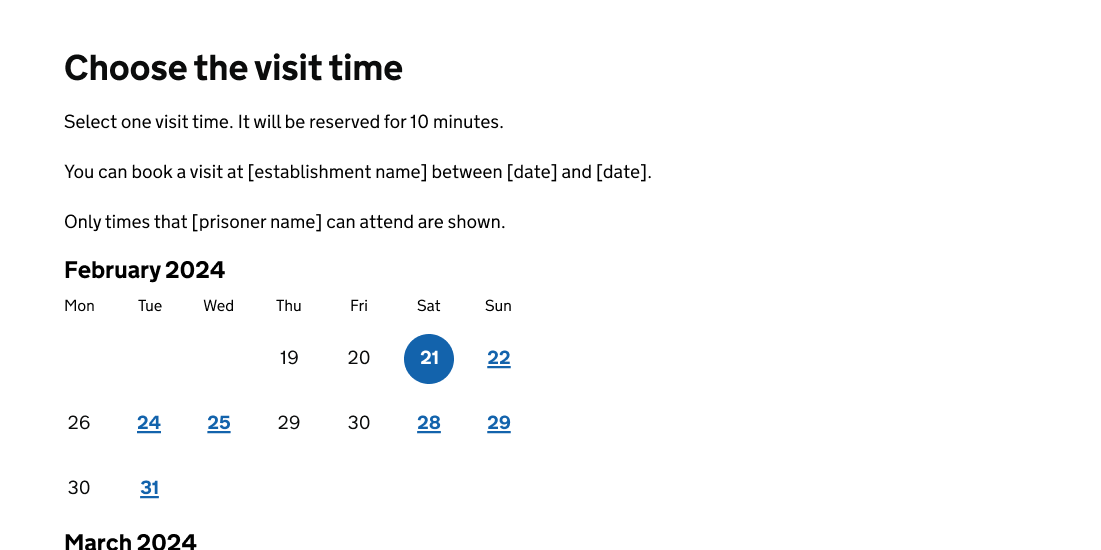 Choose the visit time
Select one visit time. It will be reserved for 10 minutes.
You can book a visit at [establishment name] between [date] and [date].
Only times that [prisoner name] can attend are shown.
February 2024
Mon Tue Wed Thu Fri Sat Sun
19 20 21 22
26 24 25 29 30 28 29
30 31
March 2024